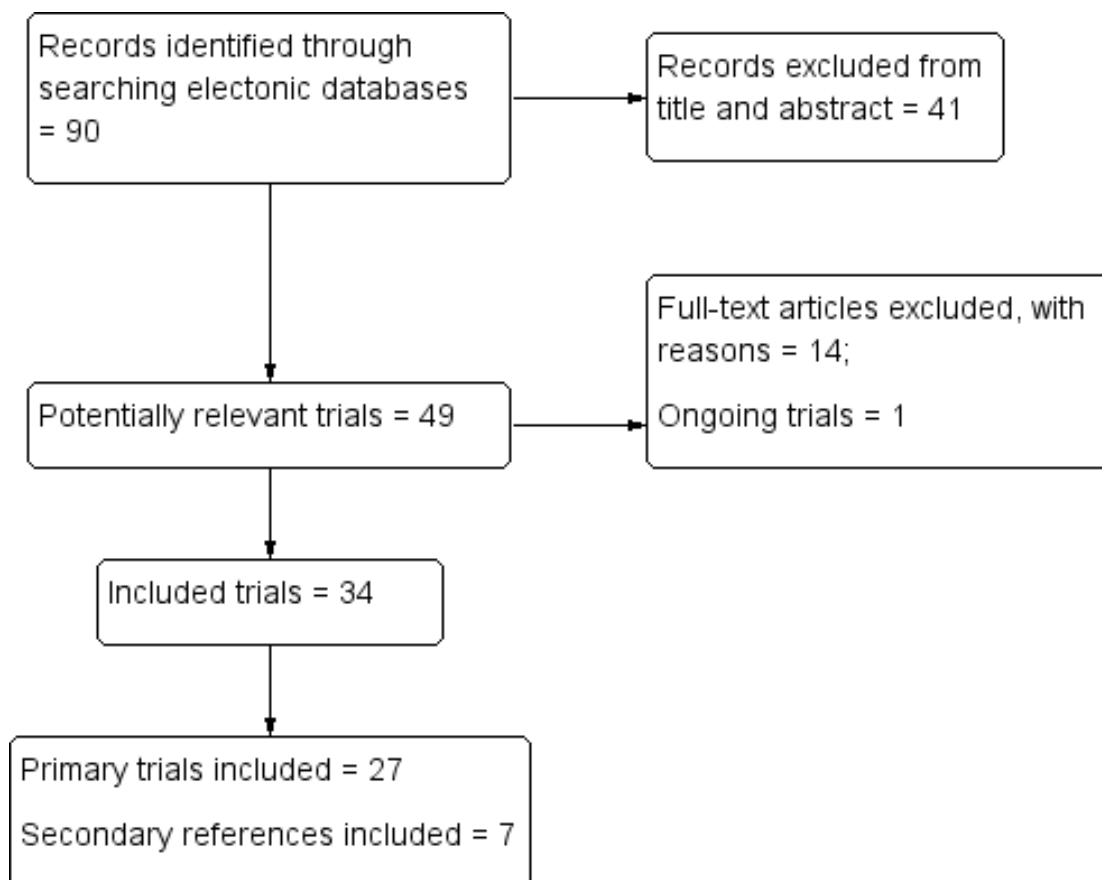 Records identified through
searching electonic databases
= 90
Records excluded from
title and abstract = 41
Full-text articles excluded, with
reasons = 14;
Ongoing trials = 1
Potentially relevant trials = 49
Included trials = 34
Primary trials included = 27
Secondary references included = 7